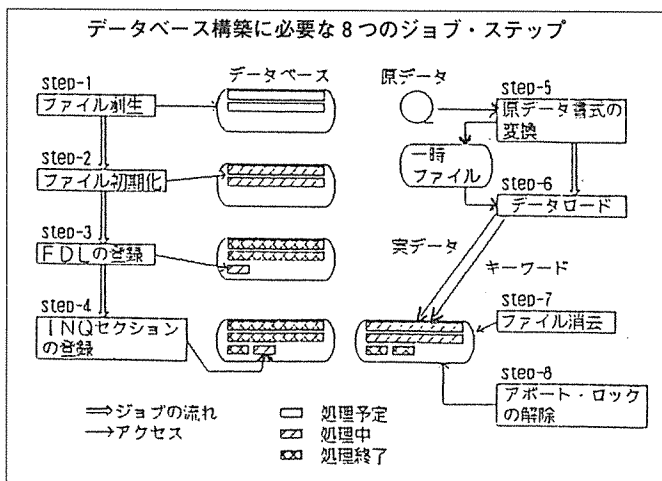 データベース構築に必要な8つのジョブ・ステップ
step-1
ファイル創生
step-2
ファイル初期化
step-3
FDLの登録
step-4
INQセクション
の登録
データベース
原データ
一時
ファイル
step-5
原データ書式の
変換
step-6
データロード
実データ
キーワード
step-7
ファイル消去
step-8
アボート・ロック
の解除
⇒ジョブの流れ
→アクセス
処理予定
処理中
処理終了